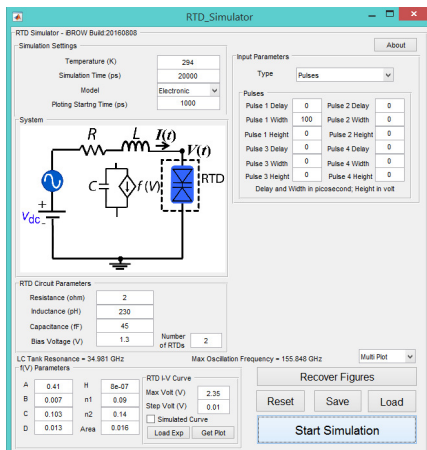 RTD_Simulator
RTD Simulator - iBROW Build:20160808
Simulation Settings
Temperature (K) 294
Simulation Time (ps) 20000
Model Electronic
Ploting Startng Time (ps) 1000
About
Input Parameters
Type Pulses
Pulses
Pulse 1 Delay 0 Pulse 2 Delay 0
Pulse 1 Width 100 Pulse 2 Width 0
Pulse 1 Height 0 Pulse 2 Height 0
Pulse 3 Delay 0 Pulse 4 Delay 0
Pulse 3 Width 0 Pulse 4 Width 0
Pulse 3 Height 0 Pulse 4 Height 0
Delay and Width in picosecond; Height in volt
System
R L I(t)
V(t)
C f(V) RTD
+
Vdc
-
RTD Circuit Parameters
Resistance (ohm) 2
Inductance (pH) 230
Capacitance (fF) 45
Bias Voltage (V) 1.3
Number of RTDs 2
LC Tank Resonance = 34.981 GHz Max Oscillation Frequency = 155.848 GHz Multi Plot
f(V) Parameters
A 0.41 H 8e-07
B 0.007 n1 0.09
C 0.103 n2 0.14
D 0.013 Area 0.016
RTD I-V Curve
Max Volt (V) 2.35
Step Volt (V) 0.01
Simulated Curve
Load Exp Get Plot
Recover Figures
Reset Save Load
Start Simulation